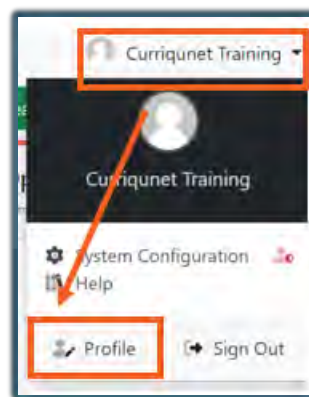 Curriqunet Training
Curriqunet Training
System Configuration
Help
Profile
Sign Out